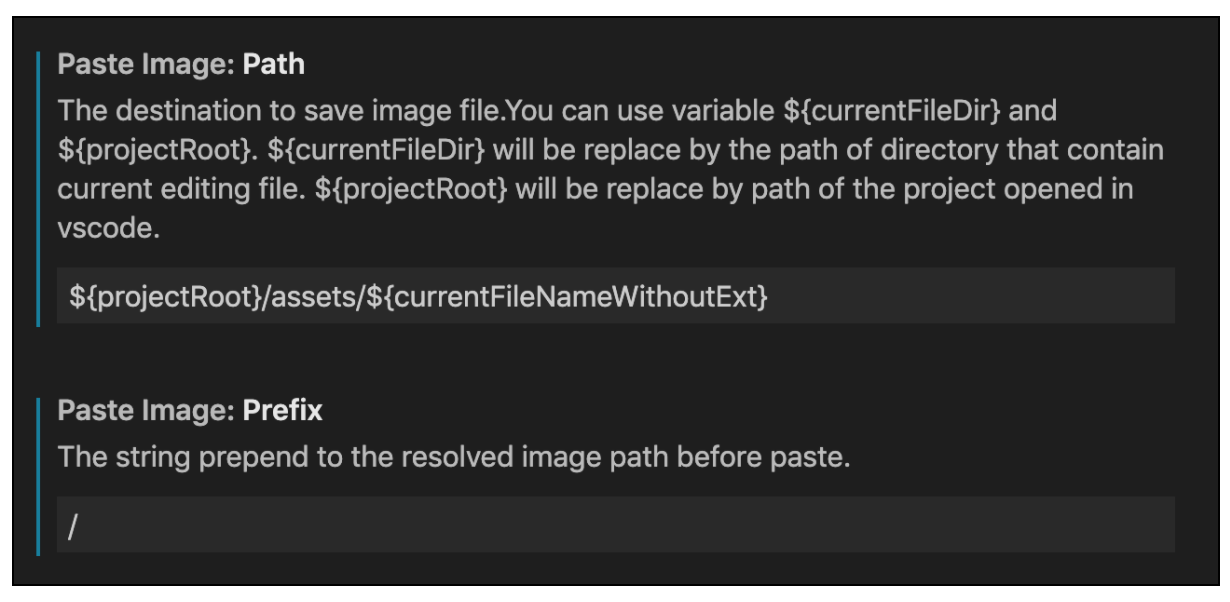 Paste Image: Path
The destination to save image file.You can use variable ${currentFileDir} and
${projectRoot}. ${currentFileDir} will be replace by the path of directory that contain
current editing file. ${projectRoot} will be replace by path of the project opened in
vscode.
${projectRoot}/assets/${currentFileNameWithoutExt}
Paste Image: Prefix
The string prepend to the resolved image path before paste.
/